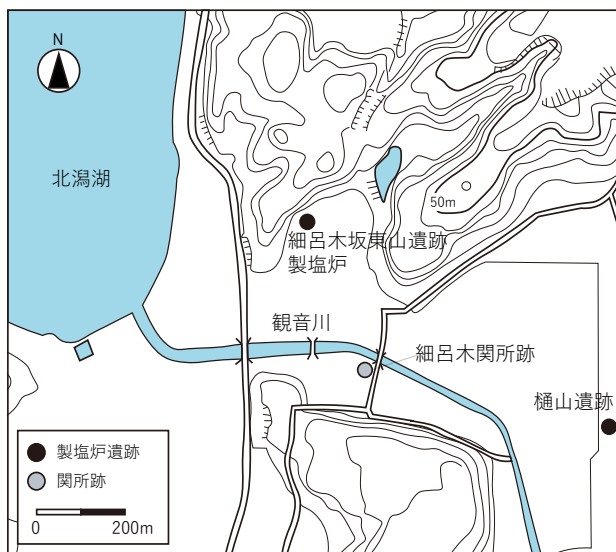 N
北潟湖
50m
細呂木坂東山遺跡
製塩炉
観音川
細呂木関所跡
樋山遺跡
製塩炉遺跡
関所跡
0 200m